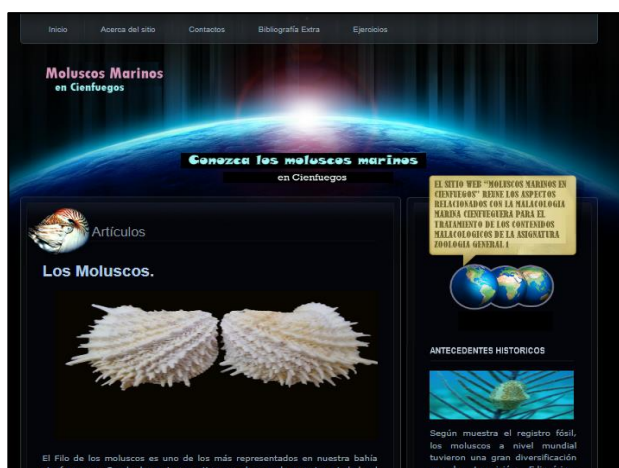 Inicio
Acerca del sitio
Contactos
Bibliografía Extra
Ejercicios
Moluscos Marinos
en Cienfuegos
Conozca los moluscos marinos
en Cienfuegos
EL SITIO WEB "MOLUSCOS MARINOS EN
CIENFUEGOS" REUNE LOS ASPECTOS
RELACIONADOS CON LA MALACOLOGIA
MARINA CIENFUEGUERA PARA EL
TRATAMIENTO DE LOS CONTENIDOS
MALACOLOGICOS DE LA ASIGNATURA
ZOOLOGIA GENERAL I
Artículos
Los Moluscos.
El Filo de los moluscos es uno de los más representados en nuestra bahía
ANTECEDENTES HISTORICOS
Según muestra el registro fósil,
los moluscos a nivel mundial
tuvieron una gran diversificación